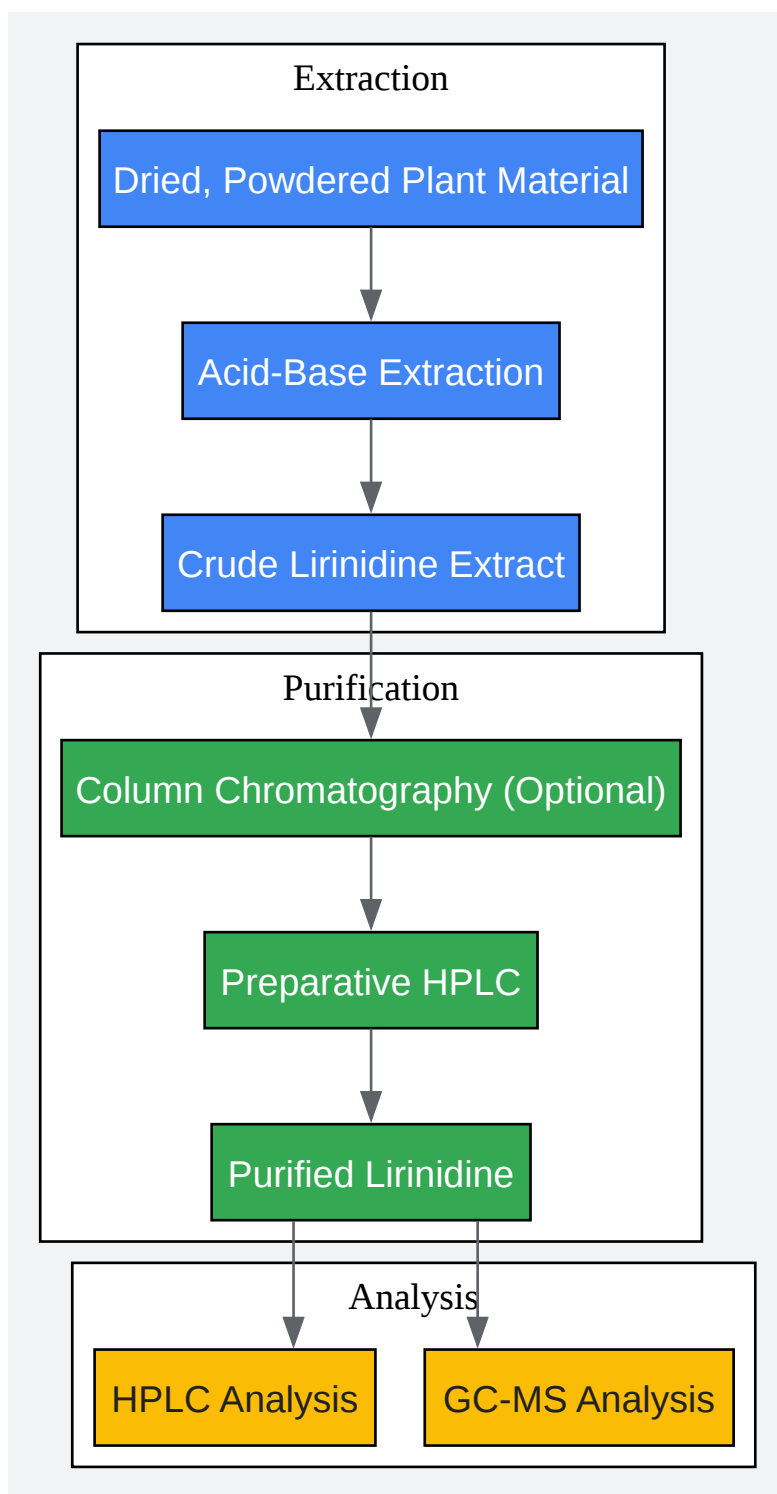 Extraction
Dried, Powdered Plant Material
Acid-Base Extraction
Crude Lirinidine Extract
Purification
Column Chromatography (Optional)
Preparative HPLC
Purified Lirinidine
Analysis
HPLC Analysis
GC-MS Analysis